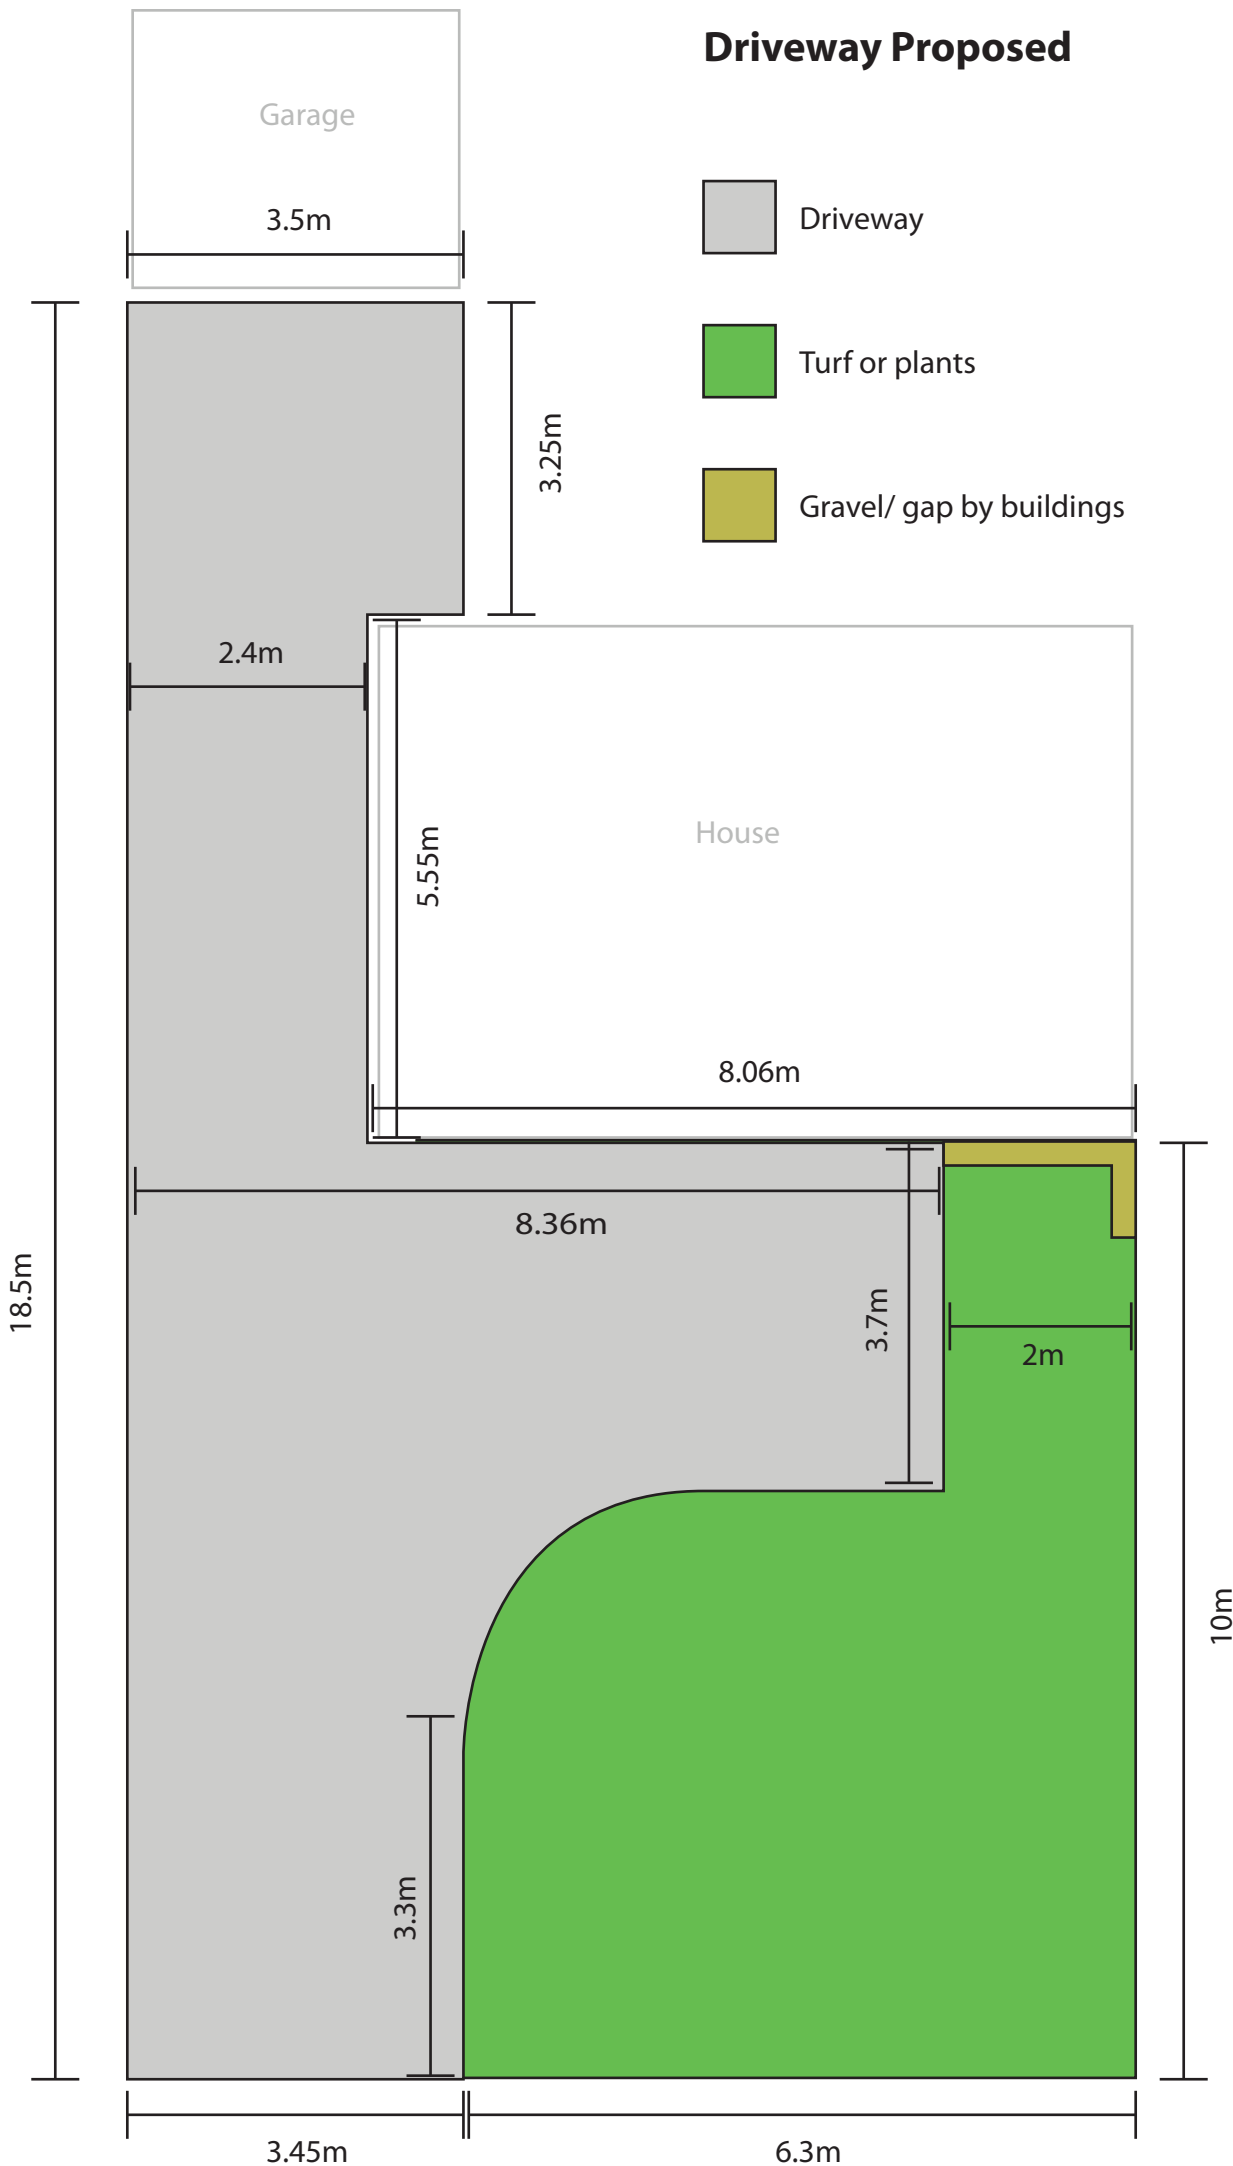 Driveway Proposed
Garage
3.5m
Driveway
Turf or plants
3.25m
Gravel/ gap by buildings
2.4m
House
5.55m
8.06m
8.36m
18.5m
3.7m
2m
10m
3.3m
3.45m
6.3m